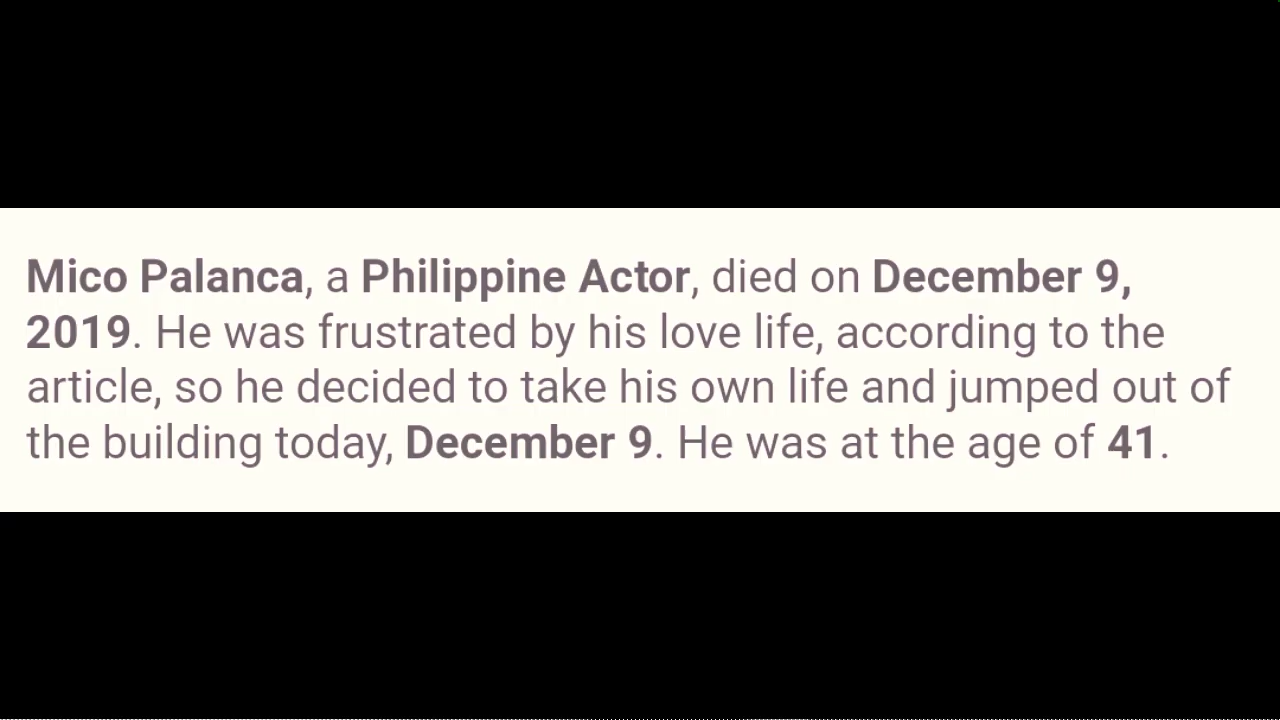 Mico Palanca, a Philippine Actor, died on December 9,
2019. He was frustrated by his love life, according to the
article, so he decided to take his own life and jumped out of
the building today, December 9. He was at the age of 41.